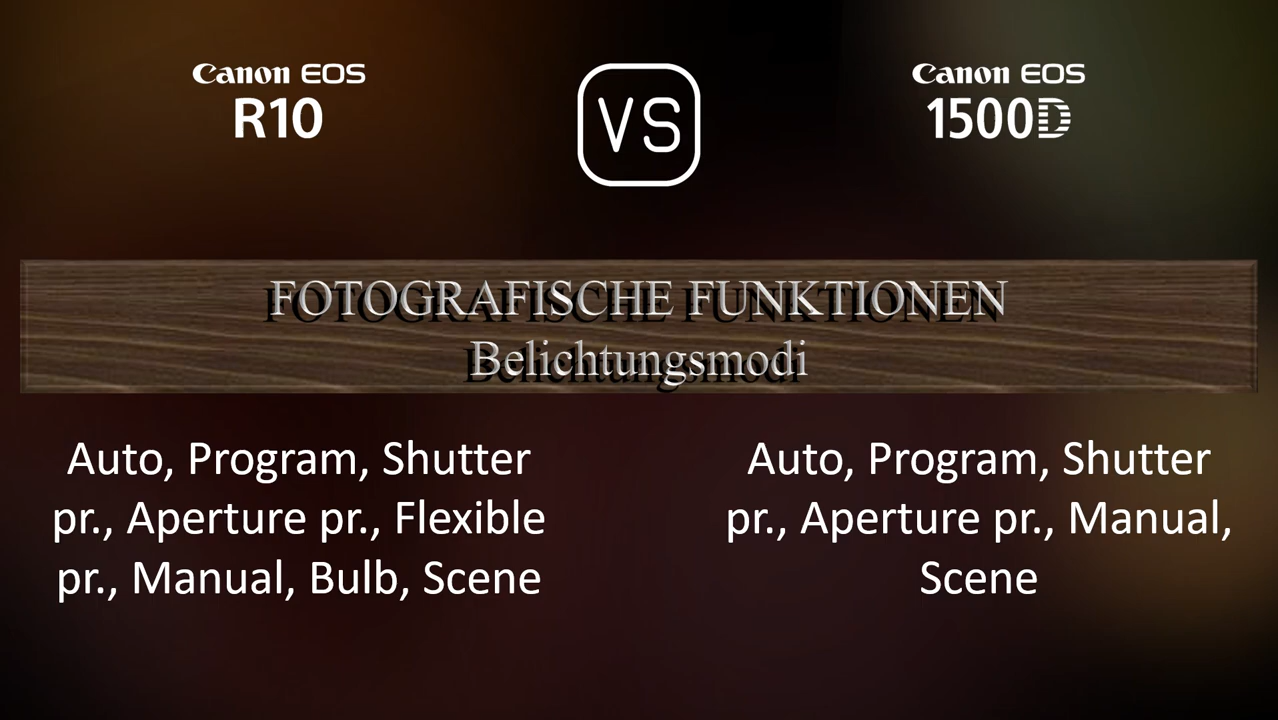 Canon EOS
R10
VS
Canon EOS
1500D
FOTOGRAFISCHE FUNKTIONEN
Belichtungsmodi
Auto, Program, Shutter
pr., Aperture pr., Flexible
pr., Manual, Bulb, Scene
Auto, Program, Shutter
pr., Aperture pr., Manual,
Scene